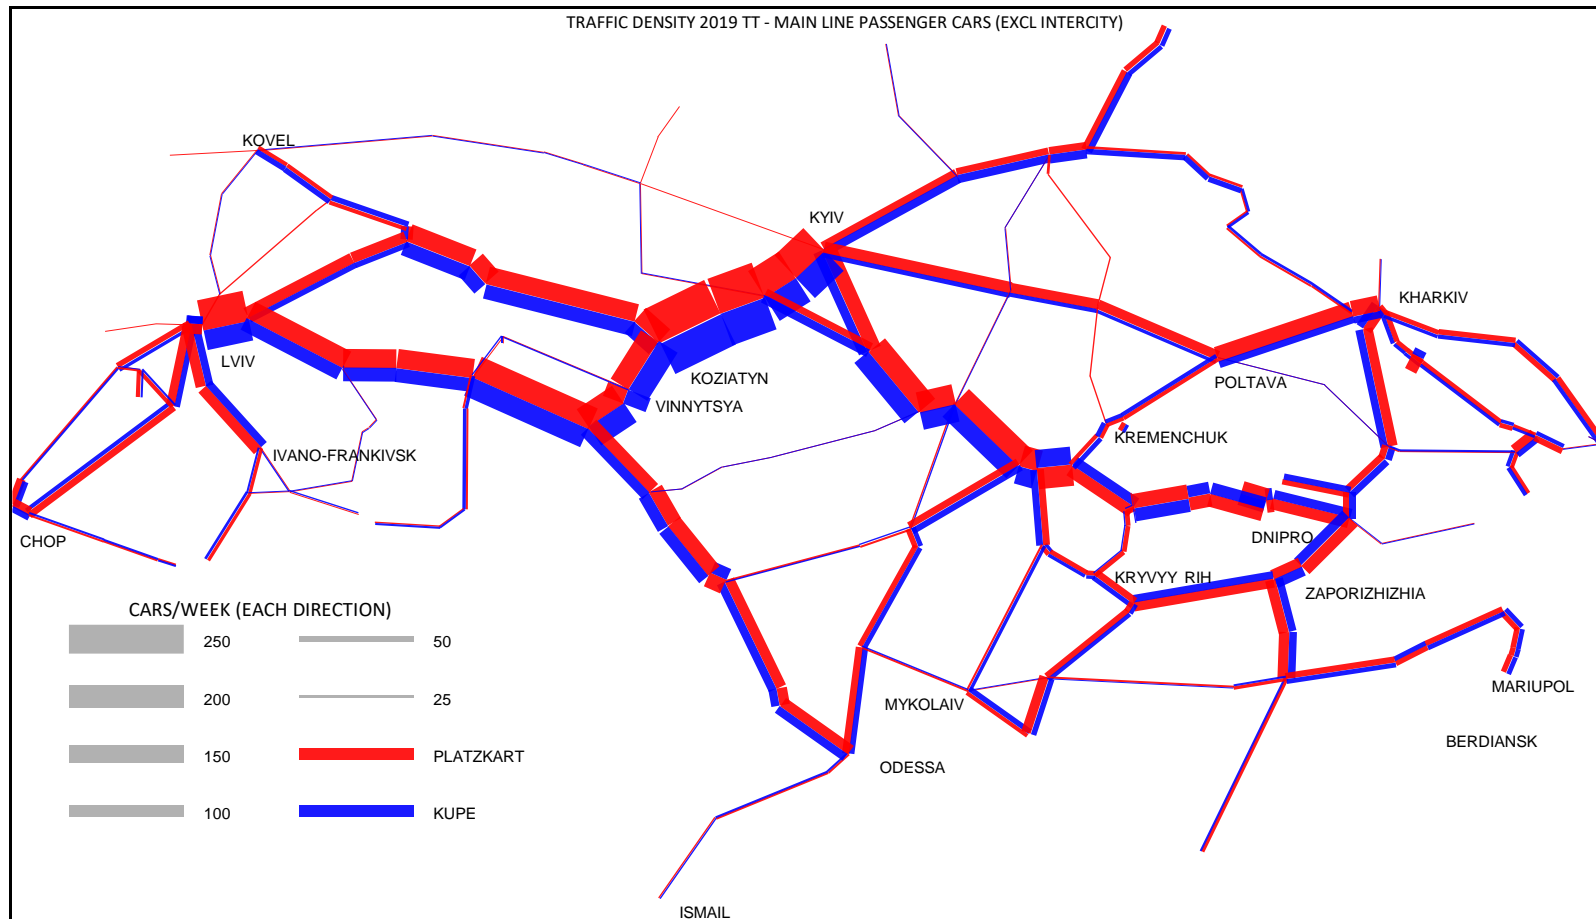 TRAFFIC DENSITY 2019 TT - MAIN LINE PASSENGER CARS (EXCL INTERCITY)
KOVEL
KYIV
KHARKIV
LVIV
KOZIATYN
POLTAVA
VINNYTSYA
KREMENCHUK
IVANO-FRANKIVSK
CHOP
DNIPRO
KRYVYY RIH
ZAPORIZHIZHIA
MARIUPOL
MYKOLAIV
BERDIANSK
ODESSA
ISMAIL
CARS/WEEK (EACH DIRECTION)
250
50
200
25
150
PLATZKART
100
KUPE